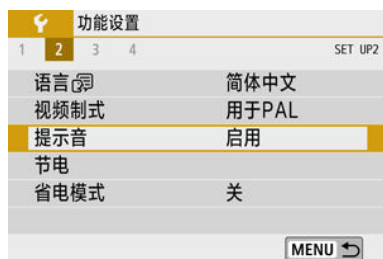 功能设置
1 2 3 4 SET UP2
语言 简体中文
视频制式 用于PAL
提示音 启用
节电
省电模式 关
MENU